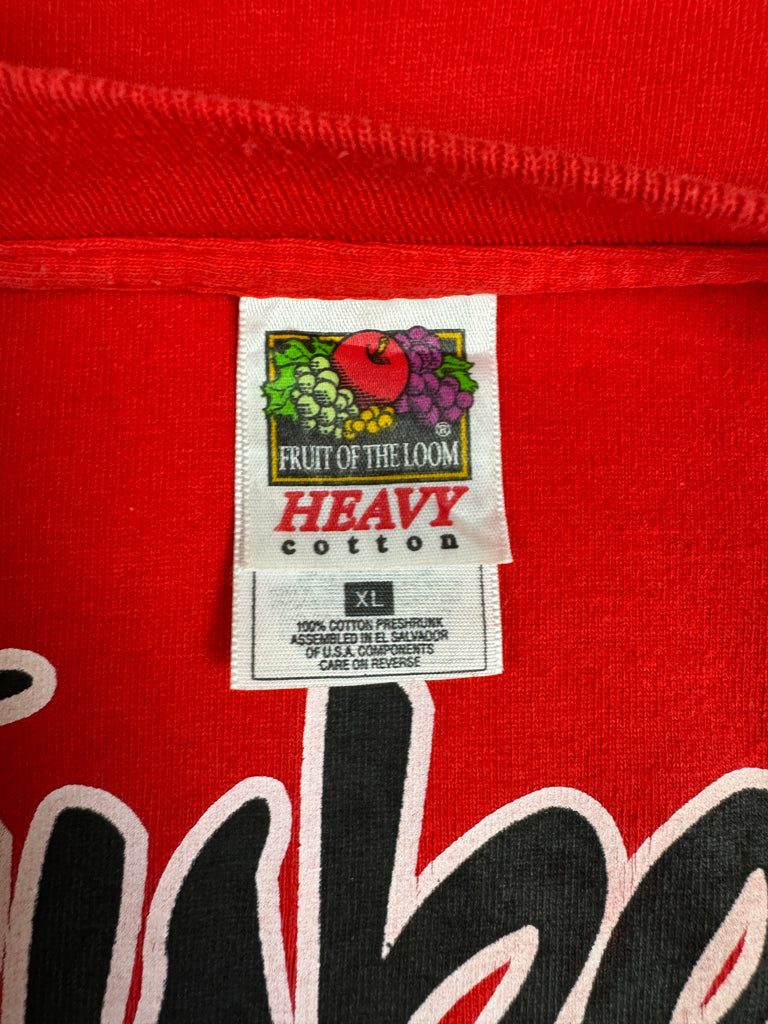 FRUIT OF THE LOOM
®
HEAVY
cotton
XL
100% COTTON PRESHRUNK
ASSEMBLED IN EL SALVADOR
OF U.S.A. COMPONENTS
CARE ON REVERSE